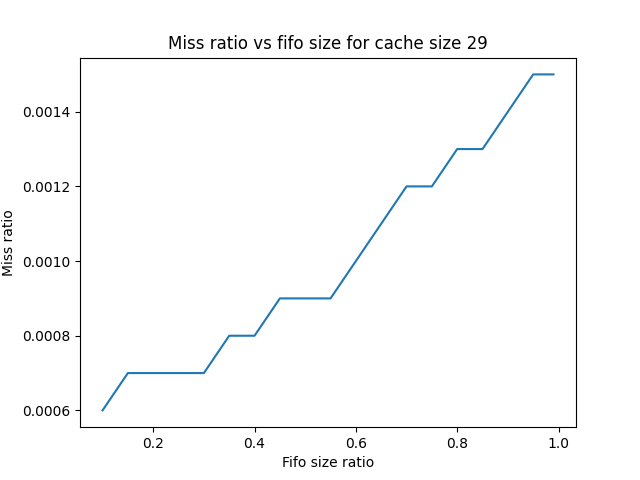 Miss ratio vs fifo size for cache size 29
0.0014
0.0012
0.0010
0.0008
0.0006
Miss ratio
0.2 0.4 0.6 0.8 1.0
Fifo size ratio